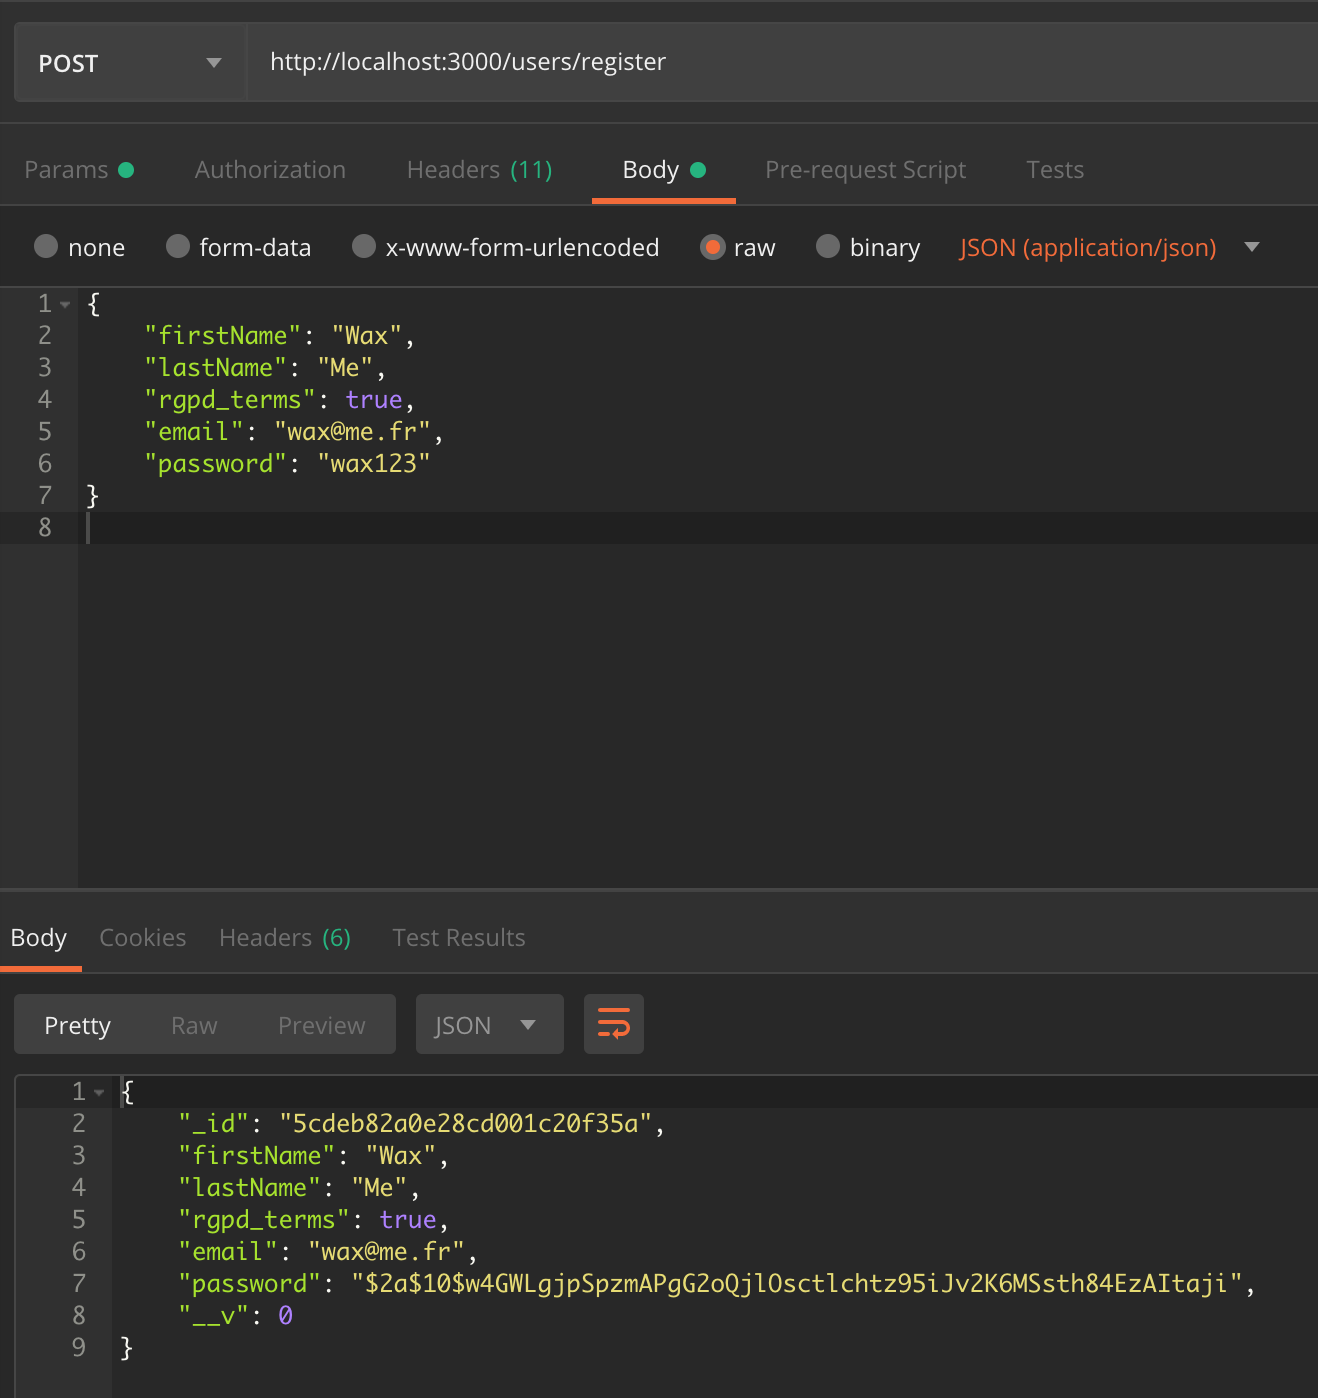 POST http://localhost:3000/users/register
Params Authorization Headers (11) Body Pre-request Script Tests
none form-data x-www-form-urlencoded raw binary JSON (application/json)
1 {
2 "firstName": "Wax",
3 "lastName": "Me",
4 "rgpd_terms": true,
5 "email": "wax@me.fr",
6 "password": "wax123"
7 }
8
Body Cookies Headers (6) Test Results
Pretty Raw Preview JSON
1 {
2 "_id": "5cdeb82a0e28cd001c20f35a",
3 "firstName": "Wax",
4 "lastName": "Me",
5 "rgpd_terms": true,
6 "email": "wax@me.fr",
7 "password": "$2a$10$w4GWLgjpSpzmAPgG2oQjlOsctlchtz95iJv2K6MSsth84EzAItaji",
8 "__v": 0
9 }